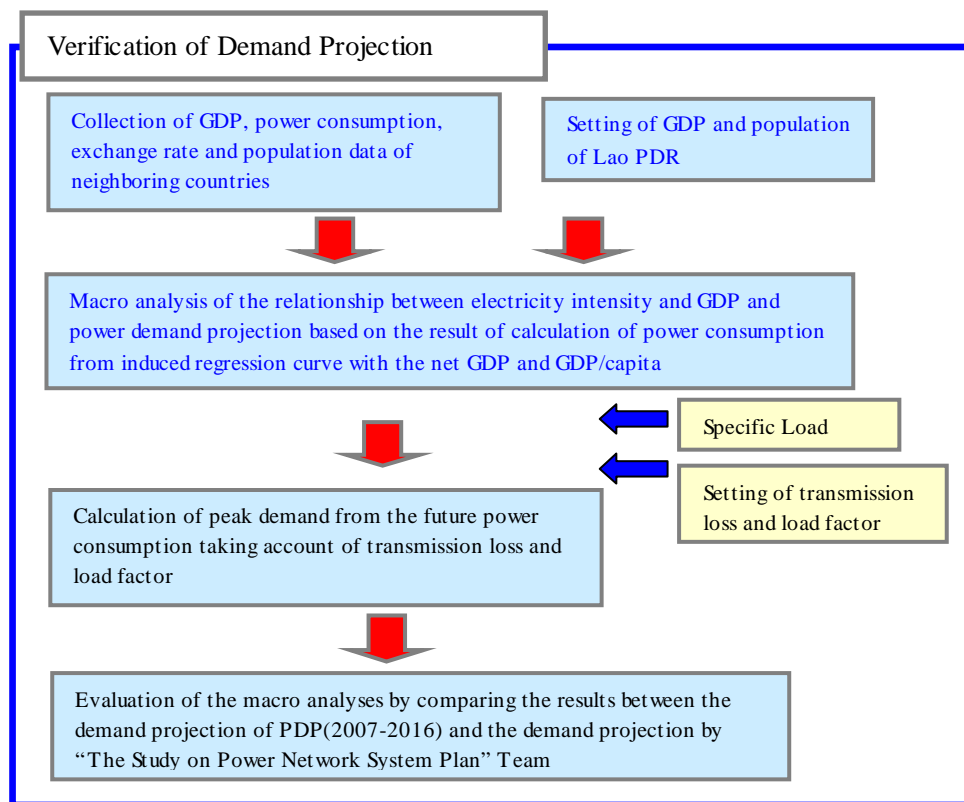 Verification of Demand Projection
Collection of GDP, power consumption,
exchange rate and population data of
neighboring countries
Setting of GDP and population
of Lao PDR
Macro analysis of the relationship between electricity intensity and GDP and
power demand projection based on the result of calculation of power consumption
from induced regression curve with the net GDP and GDP/capita
Specific Load
Setting of transmission
loss and load factor
Calculation of peak demand from the future power
consumption taking account of transmission loss and
load factor
Evaluation of the macro analyses by comparing the results between the
demand projection of PDP(2007-2016) and the demand projection by
“The Study on Power Network System Plan” Team